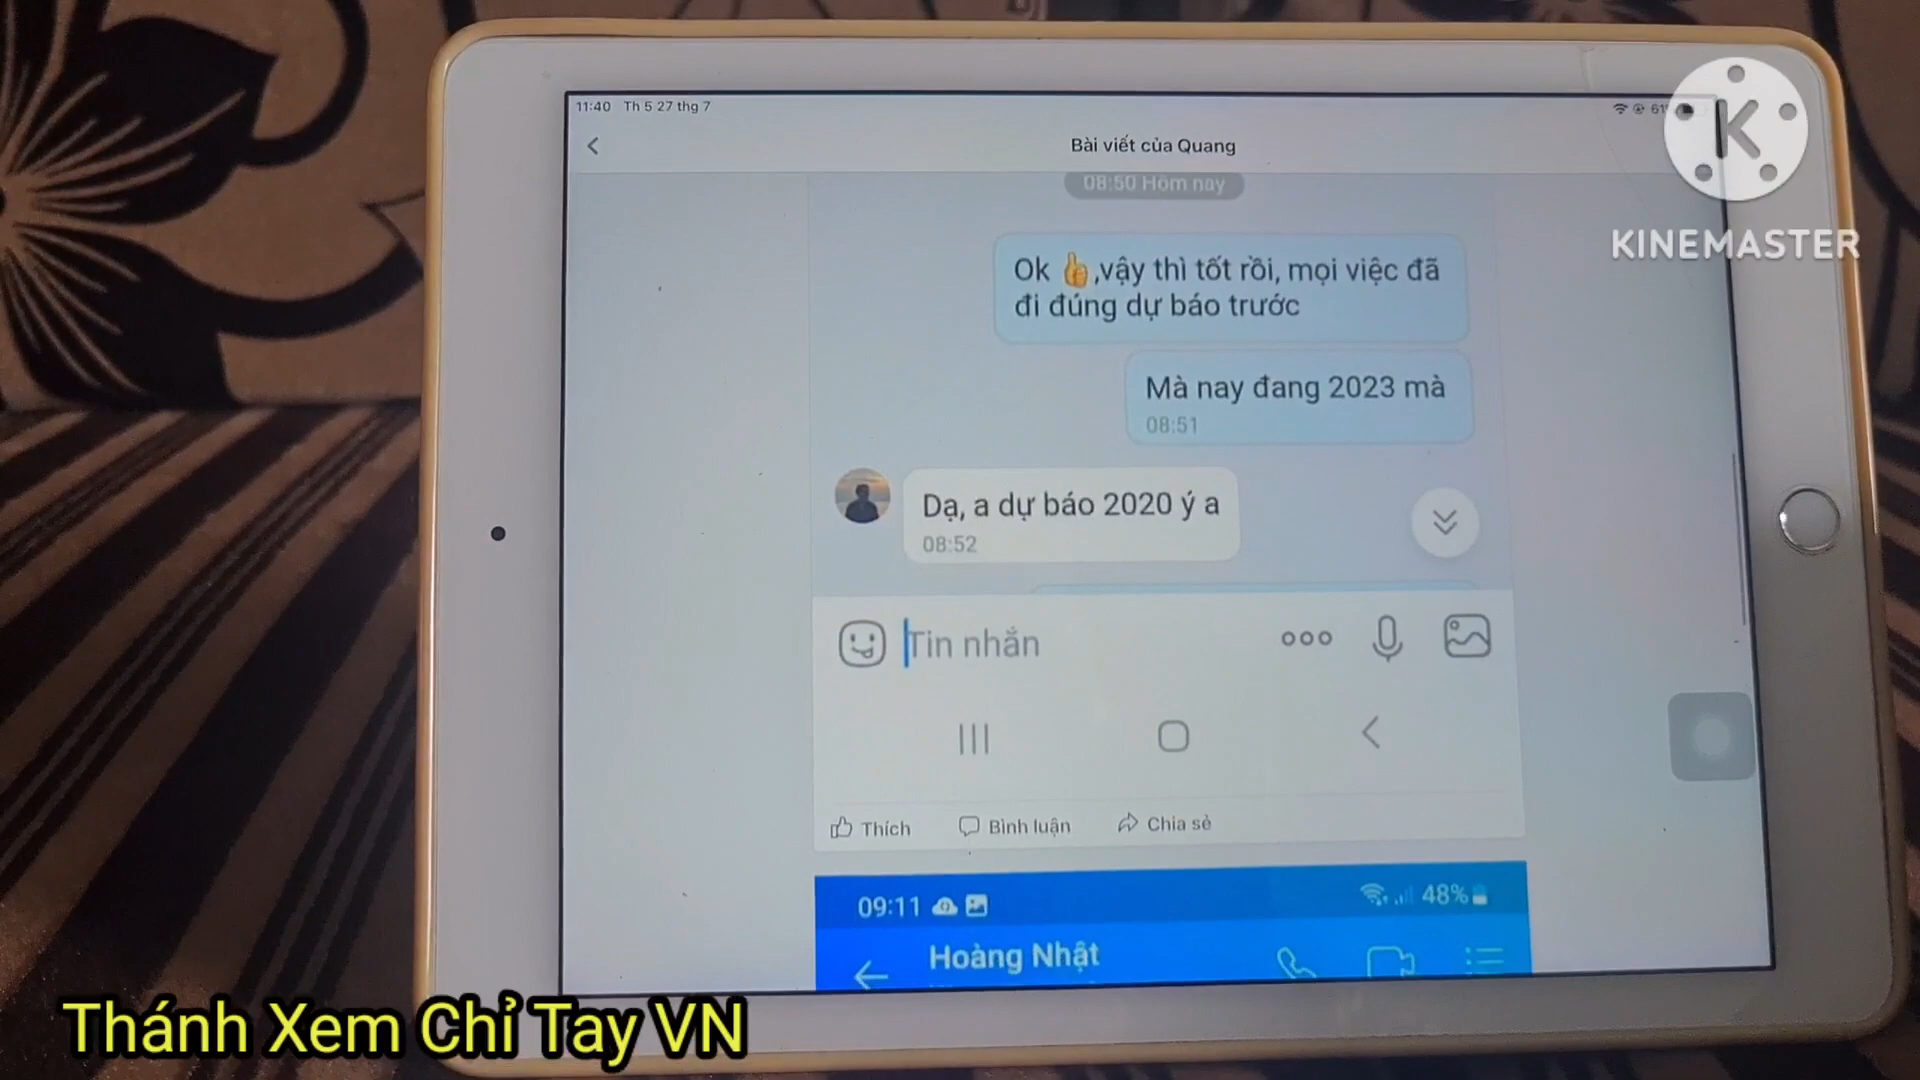 11:40 Th 5 27 thg 7
Bài viết của Quang
08:50 Hôm nay
KINEMASTER
Ok 👍,vậy thì tốt rồi, mọi việc đã
đi đúng dự báo trước
Mà nay đang 2023 mà
08:51
Dạ, a dự báo 2020 ý a
08:52
Tin nhắn
Thích Bình luận Chia sẻ
09:11 48%
Hoàng Nhật
Thánh Xem Chỉ Tay VN